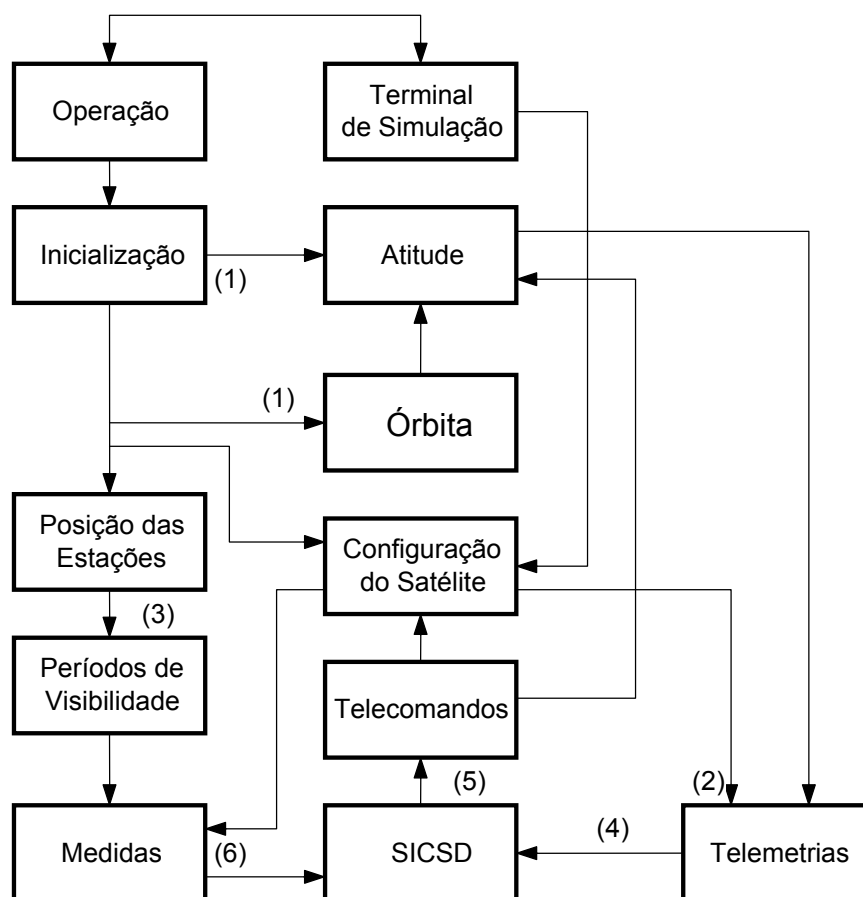 Operação
Terminal
de Simulação
Inicialização
(1)
Atitude
(1)
Órbita
Posição das
Estações
Configuração
do Satélite
(3)
Períodos de
Visibilidade
Telecomandos
(5)
(2)
Medidas
(6)
SICSD
(4)
Telemetrias